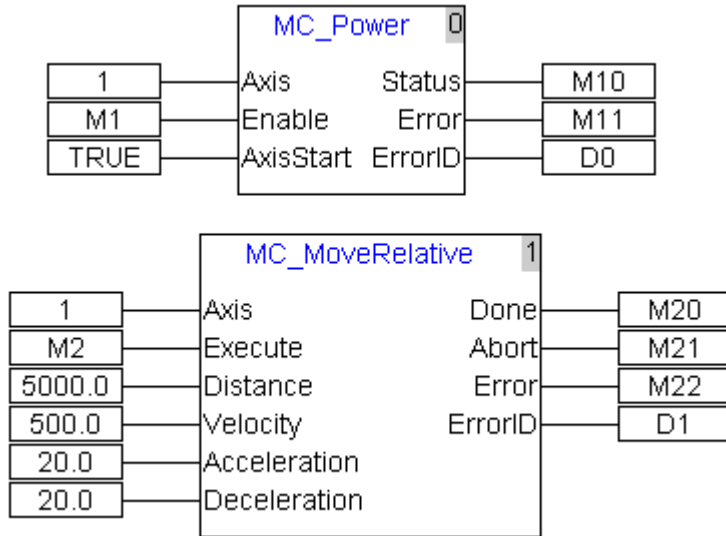 MC_Power 0
1 Axis Status M10
M1 Enable Error M11
TRUE AxisStart ErrorID D0
MC_MoveRelative 1
1 Axis Done M20
M2 Execute Abort M21
5000.0 Distance Error M22
500.0 Velocity ErrorID D1
20.0 Acceleration
20.0 Deceleration